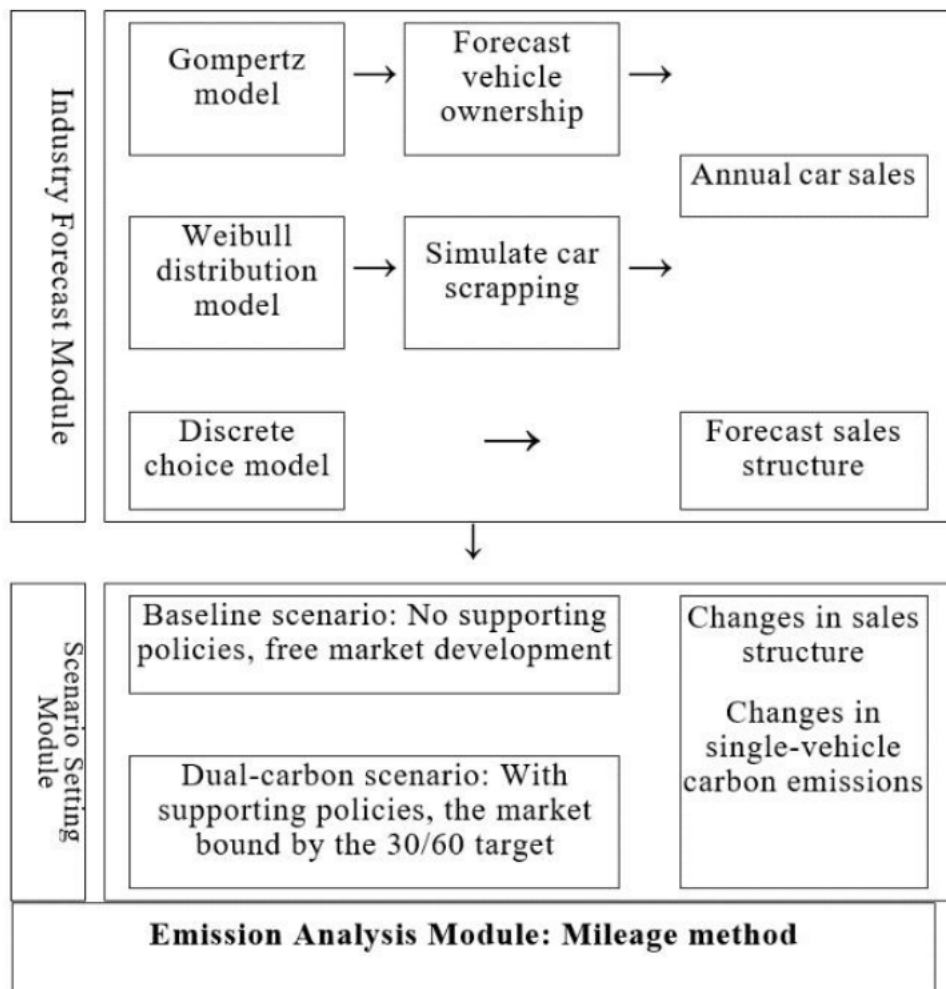 Industry Forecast Module
Gompertz
model
→
Forecast
vehicle
ownership
→
Annual car sales
Weibull
distribution
model
→
Simulate car
scrapping
→
Discrete
choice model
→
Forecast sales
structure
↓
Scenario Setting
Module
Baseline scenario: No supporting
policies, free market development
Dual-carbon scenario: With
supporting policies, the market
bound by the 30/60 target
Changes in sales
structure
Changes in
single-vehicle
carbon emissions
Emission Analysis Module: Mileage method